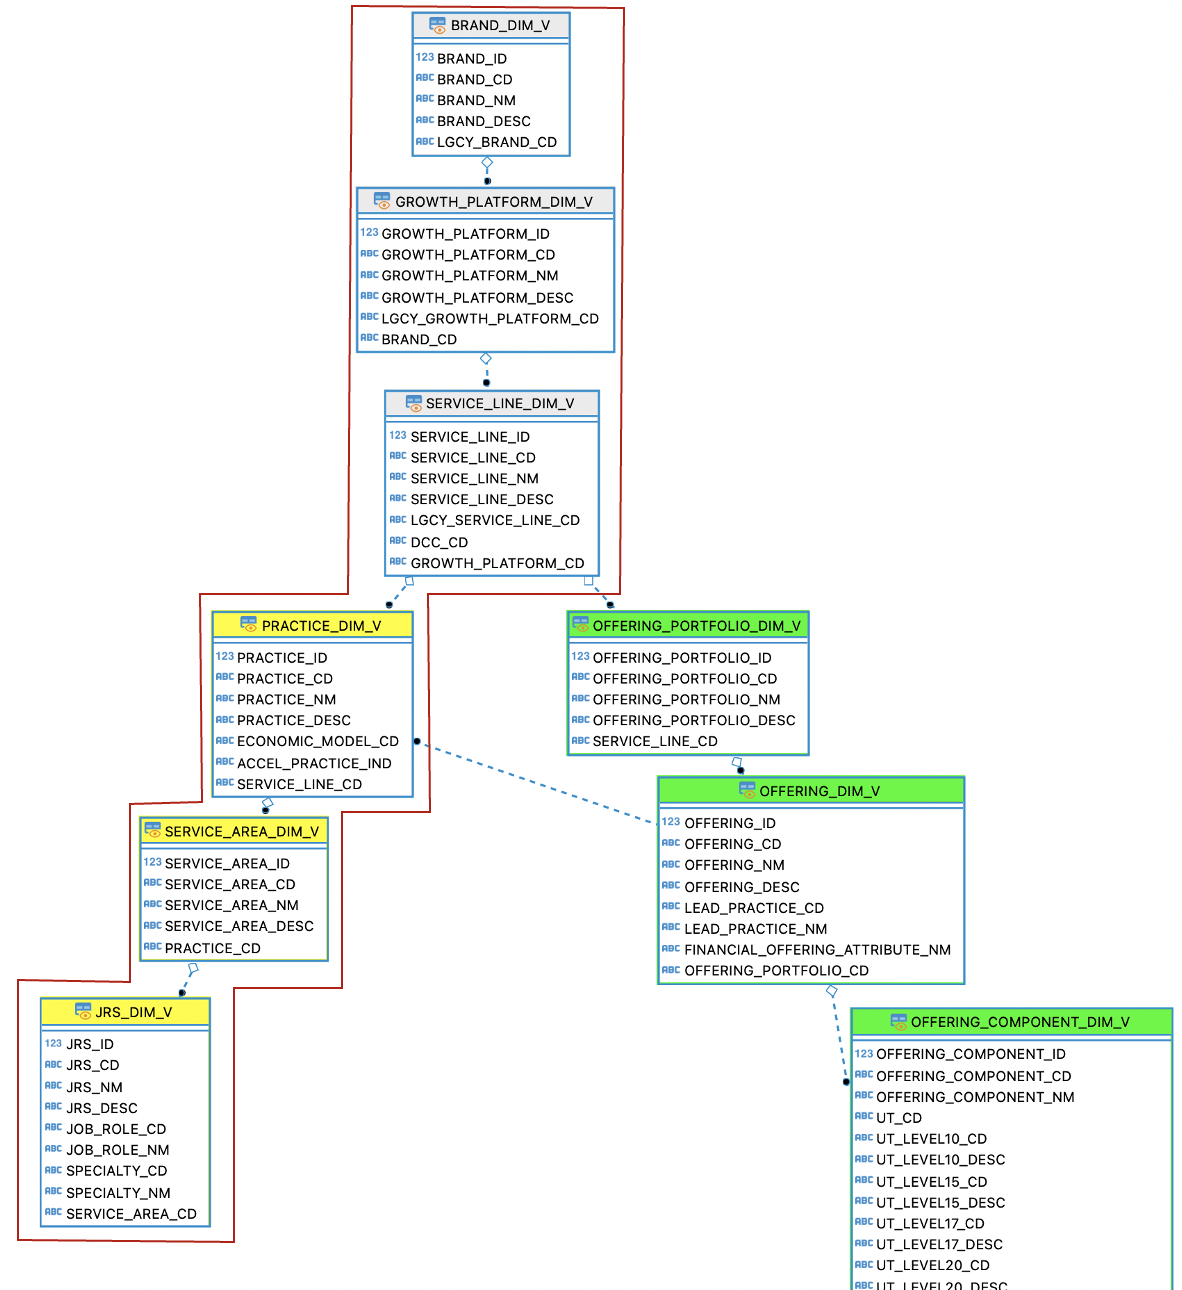 BRAND_DIM_V
123 BRAND_ID
ABC BRAND_CD
ABC BRAND_NM
ABC BRAND_DESC
ABC LGCY_BRAND_CD
GROWTH_PLATFORM_DIM_V
123 GROWTH_PLATFORM_ID
ABC GROWTH_PLATFORM_CD
ABC GROWTH_PLATFORM_NM
ABC GROWTH_PLATFORM_DESC
ABC LGCY_GROWTH_PLATFORM_CD
ABC BRAND_CD
SERVICE_LINE_DIM_V
123 SERVICE_LINE_ID
ABC SERVICE_LINE_CD
ABC SERVICE_LINE_NM
ABC SERVICE_LINE_DESC
ABC LGCY_SERVICE_LINE_CD
ABC DCC_CD
ABC GROWTH_PLATFORM_CD
PRACTICE_DIM_V
123 PRACTICE_ID
ABC PRACTICE_CD
ABC PRACTICE_NM
ABC PRACTICE_DESC
ABC ECONOMIC_MODEL_CD
ABC ACCEL_PRACTICE_IND
ABC SERVICE_LINE_CD
OFFERING_PORTFOLIO_DIM_V
123 OFFERING_PORTFOLIO_ID
ABC OFFERING_PORTFOLIO_CD
ABC OFFERING_PORTFOLIO_NM
ABC OFFERING_PORTFOLIO_DESC
ABC SERVICE_LINE_CD
OFFERING_DIM_V
123 OFFERING_ID
ABC OFFERING_CD
ABC OFFERING_NM
ABC OFFERING_DESC
ABC LEAD_PRACTICE_CD
ABC LEAD_PRACTICE_NM
ABC FINANCIAL_OFFERING_ATTRIBUTE_NM
ABC OFFERING_PORTFOLIO_CD
SERVICE_AREA_DIM_V
123 SERVICE_AREA_ID
ABC SERVICE_AREA_CD
ABC SERVICE_AREA_NM
ABC SERVICE_AREA_DESC
ABC PRACTICE_CD
JRS_DIM_V
123 JRS_ID
ABC JRS_CD
ABC JRS_NM
ABC JRS_DESC
ABC JOB_ROLE_CD
ABC JOB_ROLE_NM
ABC SPECIALTY_CD
ABC SPECIALTY_NM
ABC SERVICE_AREA_CD
OFFERING_COMPONENT_DIM_V
123 OFFERING_COMPONENT_ID
ABC OFFERING_COMPONENT_CD
ABC OFFERING_COMPONENT_NM
ABC UT_CD
ABC UT_LEVEL10_CD
ABC UT_LEVEL10_DESC
ABC UT_LEVEL15_CD
ABC UT_LEVEL15_DESC
ABC UT_LEVEL17_CD
ABC UT_LEVEL17_DESC
ABC UT_LEVEL20_CD
ABC UT_LEVEL20_DESC